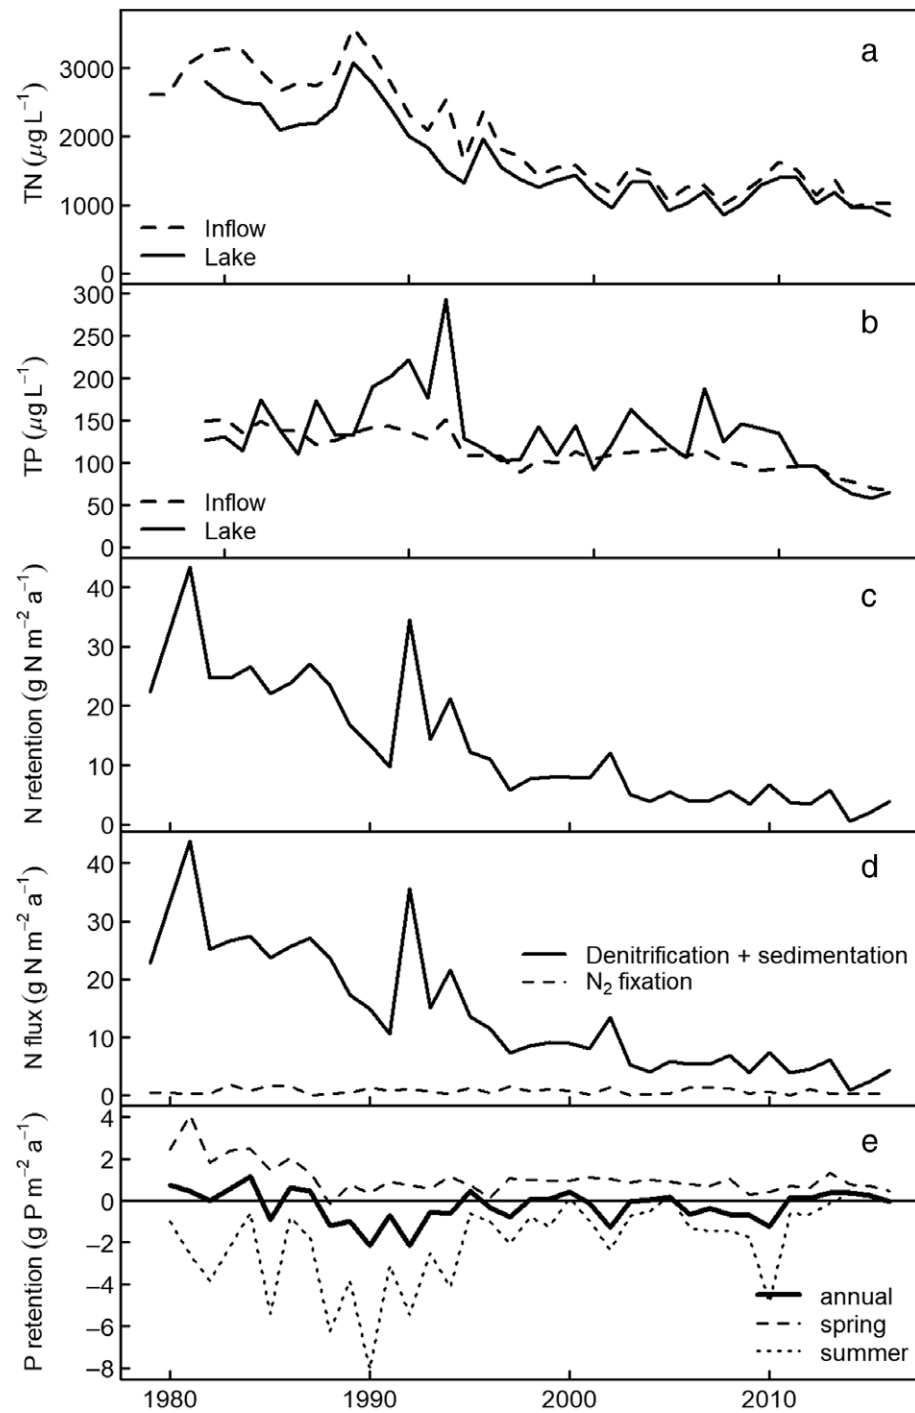 a
TN (µg L⁻¹)
3000
2000
1000
0
Inflow
Lake
b
TP (µg L⁻¹)
300
250
200
150
100
50
0
Inflow
Lake
c
N retention (g N m⁻² a⁻¹)
40
30
20
10
0
d
N flux (g N m⁻² a⁻¹)
40
30
20
10
0
Denitrification + sedimentation
N₂ fixation
e
P retention (g P m⁻² a⁻¹)
4
2
0
−2
−4
−6
−8
annual
spring
summer
1980 1990 2000 2010